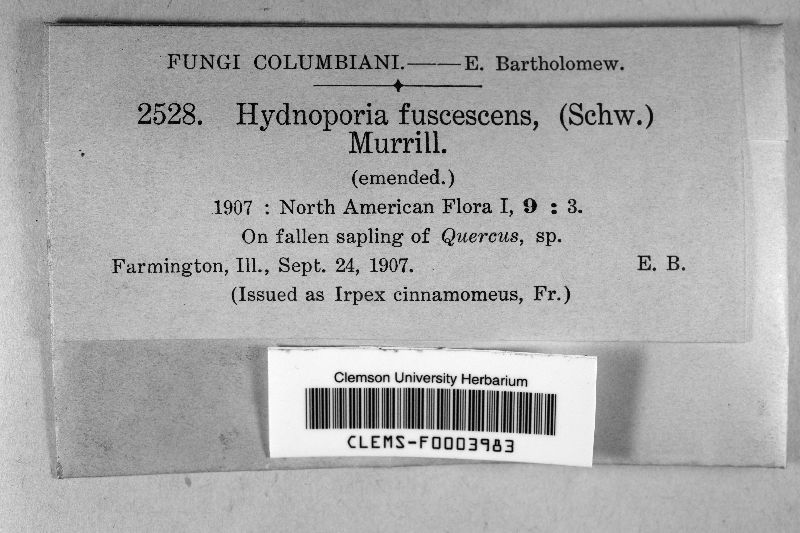 FUNGI COLUMBIANI.——E. Bartholomew.
2528. Hydnoporia fuscescens, (Schw.)
Murrill.
(emended.)
1907 : North American Flora I, 9 : 3.
On fallen sapling of Quercus, sp.
Farmington, Ill., Sept. 24, 1907. E. B.
(Issued as Irpex cinnamomeus, Fr.)
Clemson University Herbarium
CLEMS-F0003983